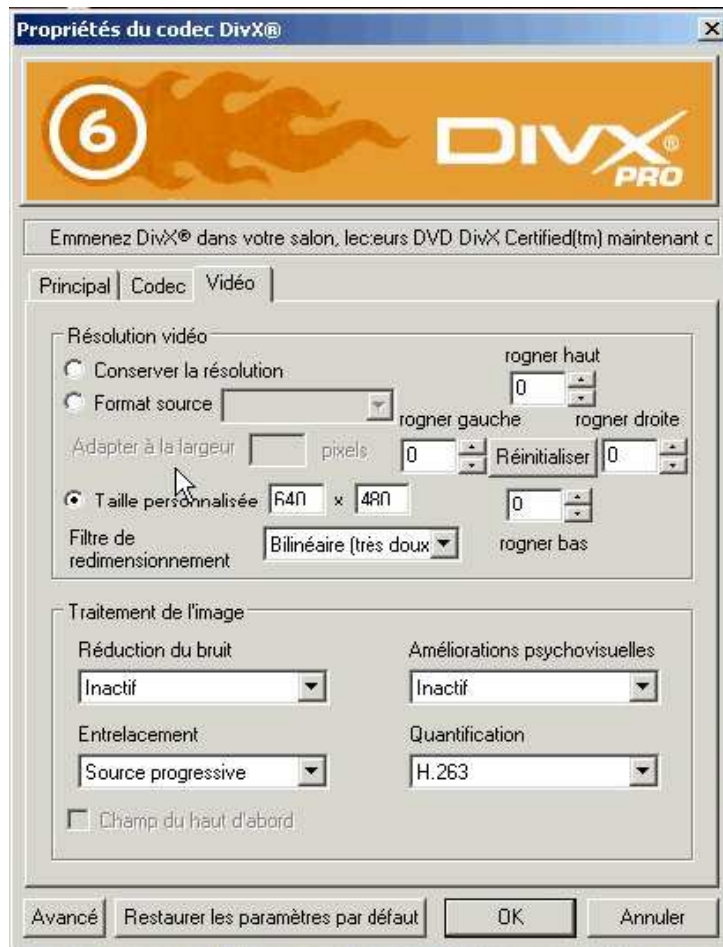 Propriétés du codec DivX®
6
DIVX®
PRO
Emmenez DivX® dans votre salon, lec:eurs DVD DivX Certified(tm) maintenant c
Principal Codec Vidéo
Résolution vidéo
Conserver la résolution
rogner haut
0
Format source
rogner gauche rogner droite
Adapter à la largeur pixels
0 Réinitialiser 0
Taille personnalisée 640 x 480
0
Filtre de
redimensionnement
Bilinéaire (très doux
rogner bas
Traitement de l'image
Réduction du bruit Améliorations psychovisuelles
Inactif Inactif
Entrelacement Quantification
Source progressive H.263
Champ du haut d'abord
Avancé Restaurer les paramètres par défaut OK Annuler